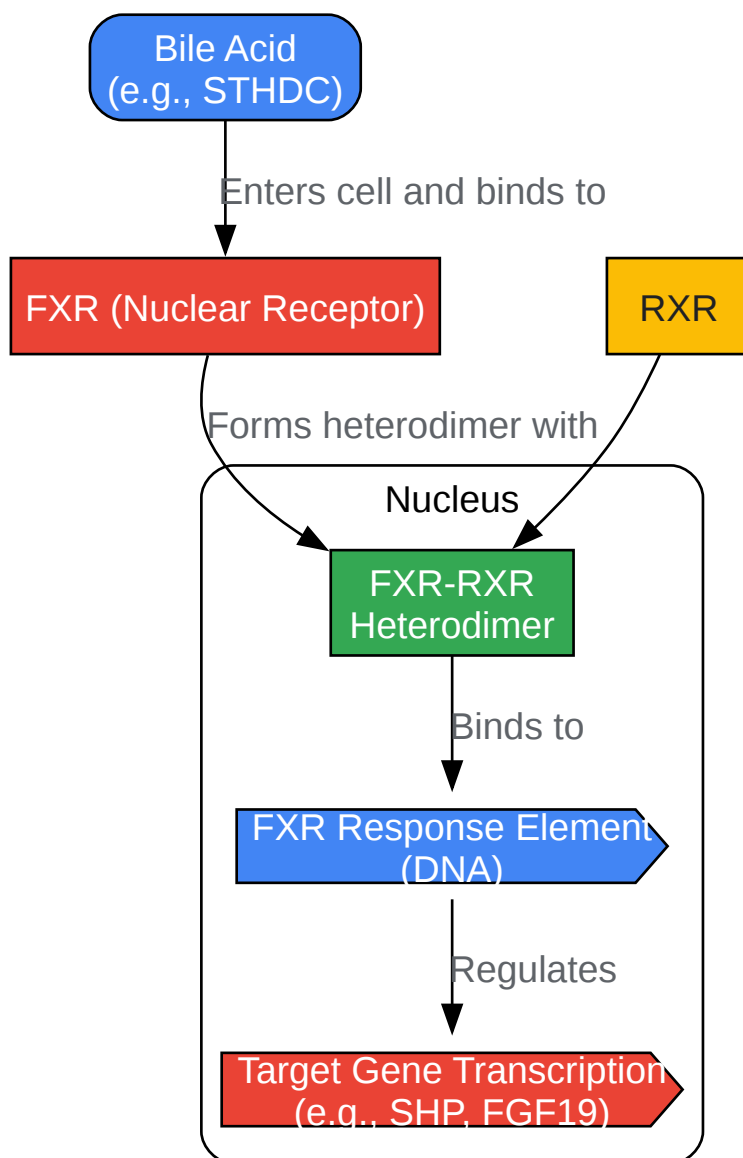 Bile Acid
(e.g., STHDC)
Enters cell and binds to
FXR (Nuclear Receptor)
RXR
Forms heterodimer with
Nucleus
FXR-RXR
Heterodimer
Binds to
FXR Response Element
(DNA)
Regulates
Target Gene Transcription
(e.g., SHP, FGF19)